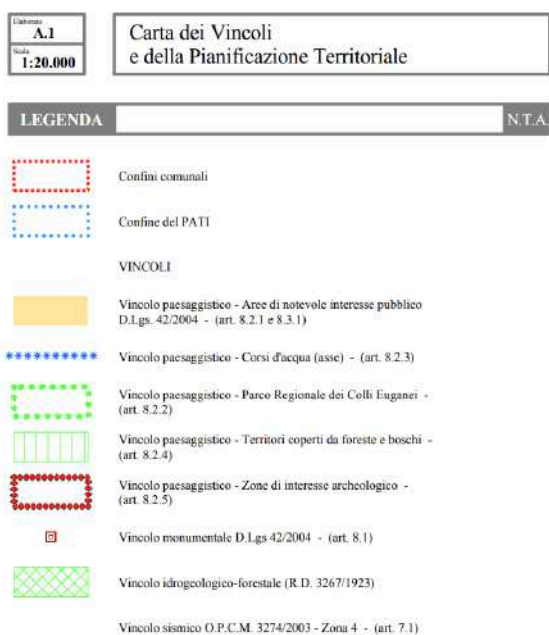 Elaborato
A.1
Scala
1:20.000
Carta dei Vincoli
e della Pianificazione Territoriale
LEGENDA
N.T.A.
Confini comunali
Confine del PATI
VINCOLI
Vincolo paesaggistico - Aree di notevole interesse pubblico
D.Lgs. 42/2004 - (art. 8.2.1 e 8.3.1)
Vincolo paesaggistico - Corsi d'acqua (asse) - (art. 8.2.3)
Vincolo paesaggistico - Parco Regionale dei Colli Euganei -
(art. 8.2.2)
Vincolo paesaggistico - Territori coperti da foreste e boschi -
(art. 8.2.4)
Vincolo paesaggistico - Zone di interesse archeologico -
(art. 8.2.5)
Vincolo monumentale D.Lgs 42/2004 - (art. 8.1)
Vincolo idrogeologico-forestale (R.D. 3267/1923)
Vincolo sismico O.P.C.M. 3274/2003 - Zona 4 - (art. 7.1)